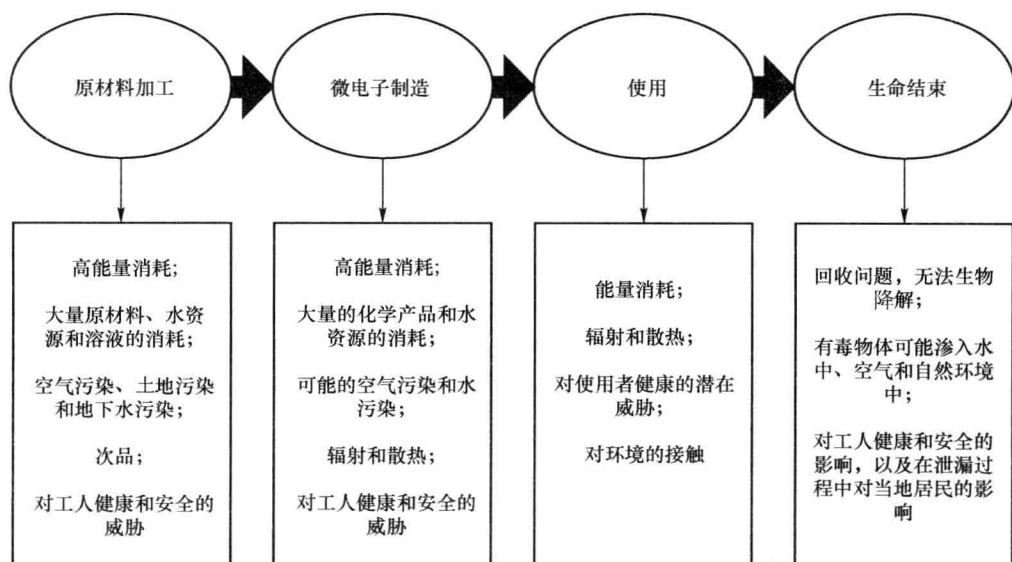 原材料加工
微电子制造
使用
生命结束
高能量消耗;
大量原材料、水资
源和溶液的消耗;
空气污染、土地污染
和地下水污染;
次品;
对工人健康和安全的
威胁
高能量消耗;
大量的化学产品和水
资源的消耗;
可能的空气污染和水
污染;
辐射和散热;
对工人健康和安全的
威胁
能量消耗;
辐射和散热;
对使用者健康的潜在
威胁;
对环境的接触
回收问题，无法生物
降解;
有毒物体可能渗入水
中、空气和自然环境
中;
对工人健康和安全的
影响，以及在泄漏过
程中对当地居民的影
响